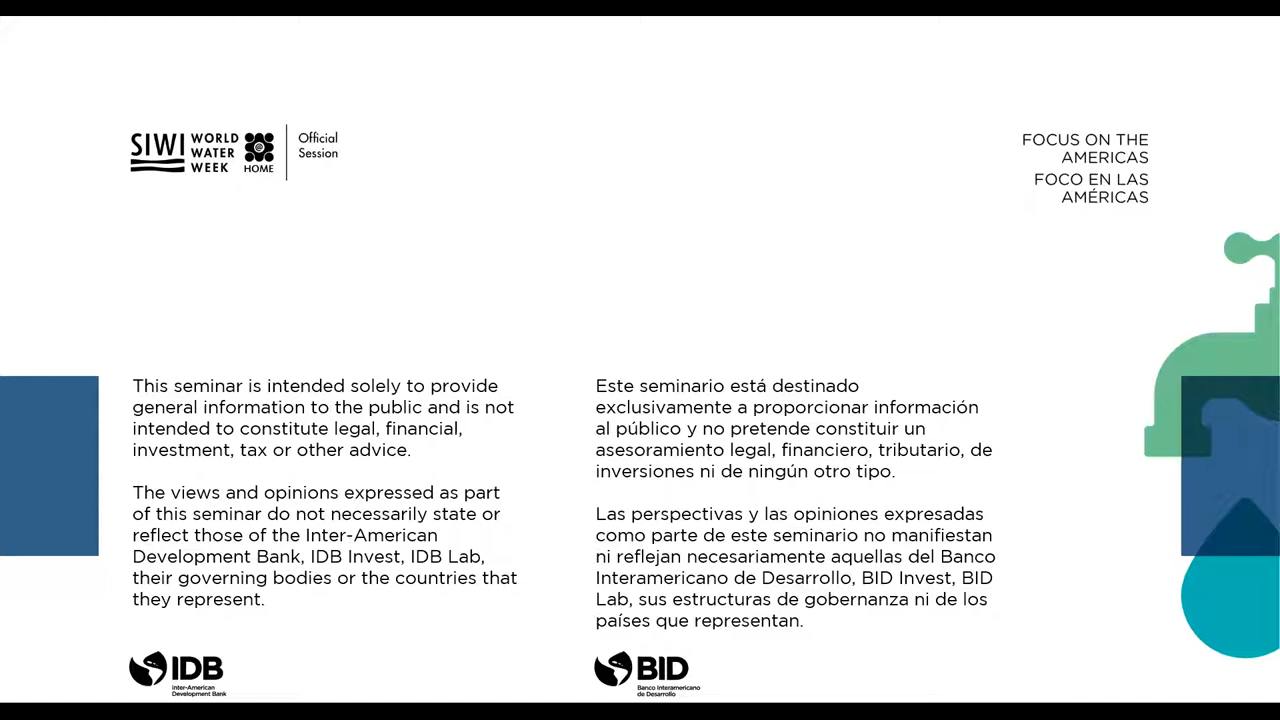 SIWI WORLD WATER WEEK HOME
Official Session
FOCUS ON THE
AMERICAS
FOCO EN LAS
AMÉRICAS
This seminar is intended solely to provide
general information to the public and is not
intended to constitute legal, financial,
investment, tax or other advice.
The views and opinions expressed as part
of this seminar do not necessarily state or
reflect those of the Inter-American
Development Bank, IDB Invest, IDB Lab,
their governing bodies or the countries that
they represent.
IDB
Inter-American
Development Bank
Este seminario está destinado
exclusivamente a proporcionar información
al público y no pretende constituir un
asesoramiento legal, financiero, tributario, de
inversiones ni de ningún otro tipo.
Las perspectivas y las opiniones expresadas
como parte de este seminario no manifiestan
ni reflejan necesariamente aquellas del Banco
Interamericano de Desarrollo, BID Invest, BID
Lab, sus estructuras de gobernanza ni de los
países que representan.
BID
Banco Interamericano
de Desarrollo